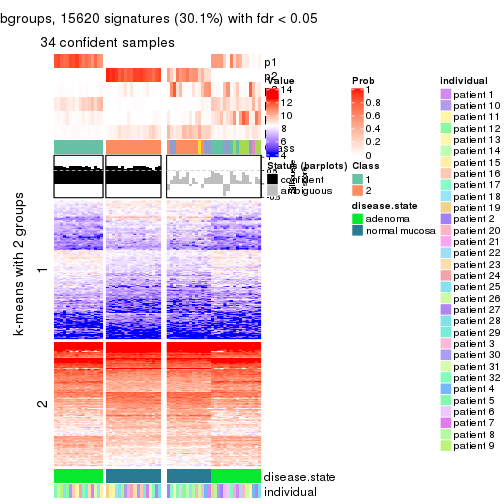 bgroups, 15620 signatures (30.1%) with fdr < 0.05
34 confident samples
p1
p2
Value
14
12
10
8
6
4
Prob
1
0.8
0.6
0.4
0.2
0
Status (barplots)
confident
ambiguous
Class
1
2
disease.state
adenoma
normal mucosa
individual
patient 1
patient 10
patient 11
patient 12
patient 13
patient 14
patient 15
patient 16
patient 17
patient 18
patient 19
patient 2
patient 20
patient 21
patient 22
patient 23
patient 24
patient 25
patient 26
patient 27
patient 28
patient 29
patient 3
patient 30
patient 31
patient 32
patient 4
patient 5
patient 6
patient 7
patient 8
patient 9
k-means with 2 groups
1
2
disease.state
individual